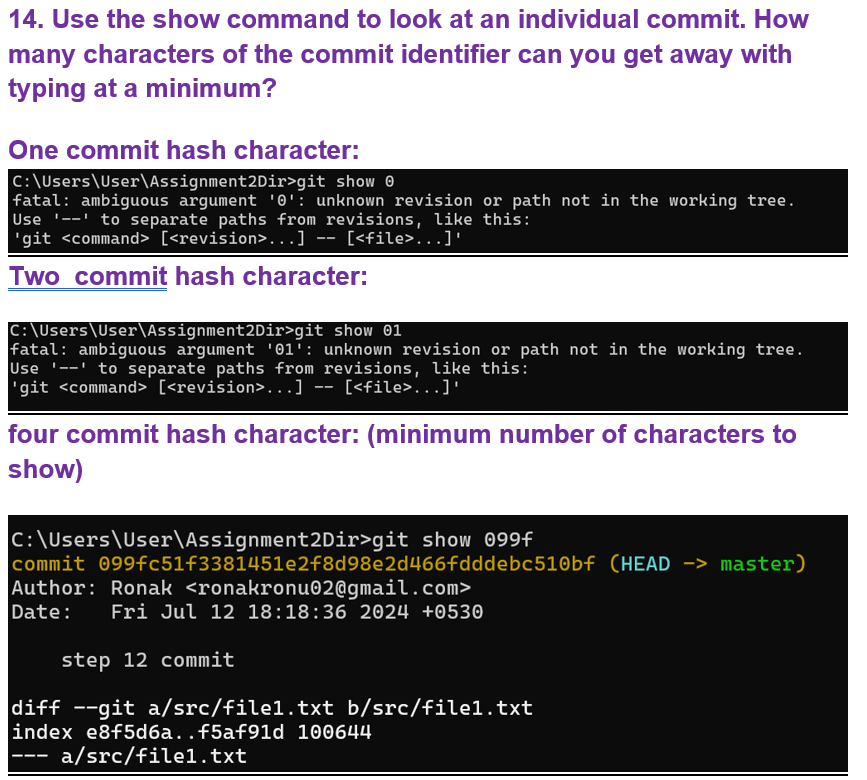 14. Use the show command to look at an individual commit. How
many characters of the commit identifier can you get away with
typing at a minimum?
One commit hash character:
C:\Users\User\Assignment2Dir>git show 0
fatal: ambiguous argument '0': unknown revision or path not in the working tree.
Use '--' to separate paths from revisions, like this:
'git <command> [<revision>...] -- [<file>...]'
Two  commit hash character:
C:\Users\User\Assignment2Dir>git show 01
fatal: ambiguous argument '01': unknown revision or path not in the working tree.
Use '--' to separate paths from revisions, like this:
'git <command> [<revision>...] -- [<file>...]'
four commit hash character: (minimum number of characters to
show)
C:\Users\User\Assignment2Dir>git show 099f
commit 099fc51f3381451e2f8d98e2d466fdddebc510bf (HEAD -> master)
Author: Ronak <ronakronu02@gmail.com>
Date:   Fri Jul 12 18:18:36 2024 +0530
    step 12 commit
diff --git a/src/file1.txt b/src/file1.txt
index e8f5d6a..f5af91d 100644
--- a/src/file1.txt